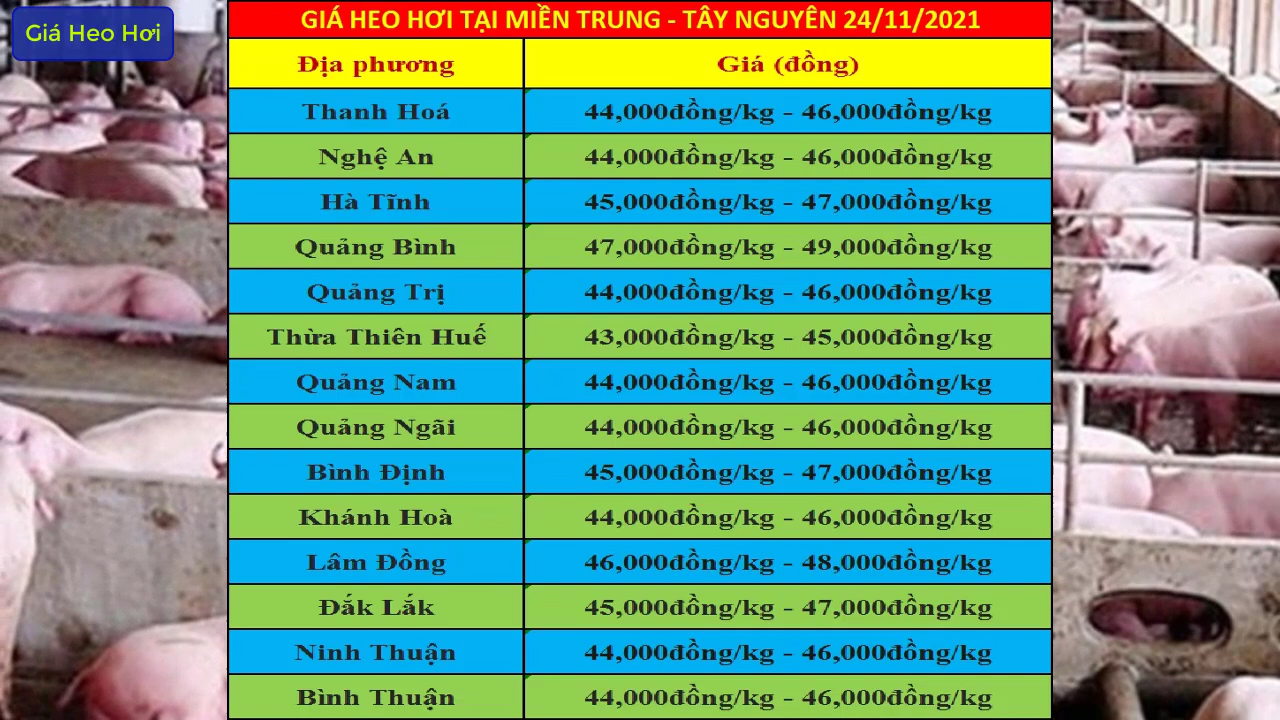 Giá Heo Hơi
GIÁ HEO HƠI TẠI MIỀN TRUNG - TÂY NGUYÊN 24/11/2021
Địa phương Giá (đồng)
Thanh Hoá 44,000đồng/kg - 46,000đồng/kg
Nghệ An 44,000đồng/kg - 46,000đồng/kg
Hà Tĩnh 45,000đồng/kg - 47,000đồng/kg
Quảng Bình 47,000đồng/kg - 49,000đồng/kg
Quảng Trị 44,000đồng/kg - 46,000đồng/kg
Thừa Thiên Huế 43,000đồng/kg - 45,000đồng/kg
Quảng Nam 44,000đồng/kg - 46,000đồng/kg
Quảng Ngãi 44,000đồng/kg - 46,000đồng/kg
Bình Định 45,000đồng/kg - 47,000đồng/kg
Khánh Hoà 44,000đồng/kg - 46,000đồng/kg
Lâm Đồng 46,000đồng/kg - 48,000đồng/kg
Đắk Lắk 45,000đồng/kg - 47,000đồng/kg
Ninh Thuận 44,000đồng/kg - 46,000đồng/kg
Bình Thuận 44,000đồng/kg - 46,000đồng/kg